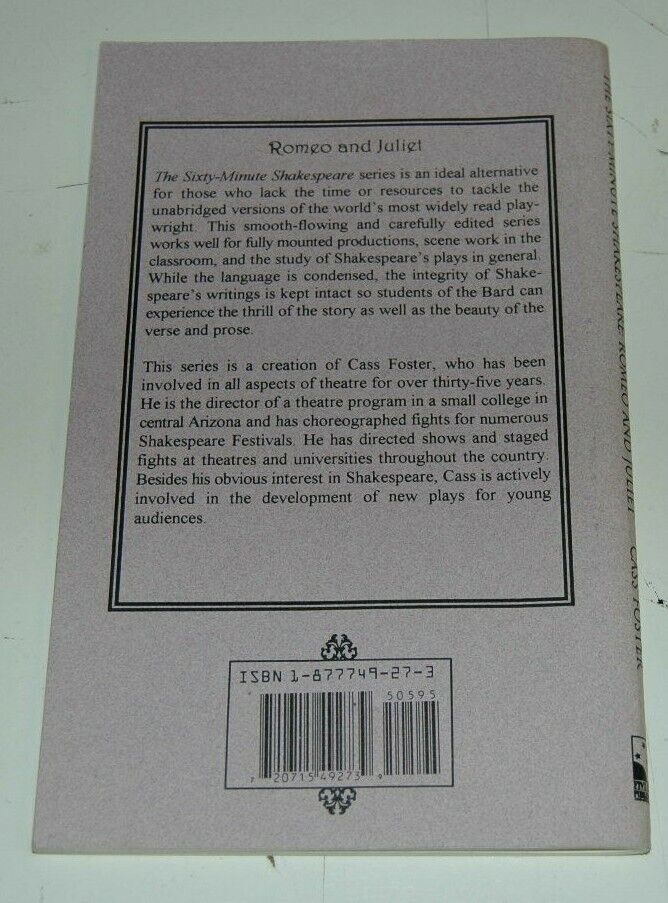 Romeo and Juliet
The Sixty-Minute Shakespeare series is an ideal alternative
for those who lack the time or resources to tackle the
unabridged versions of the world's most widely read play-
wright. This smooth-flowing and carefully edited series
works well for fully mounted productions, scene work in the
classroom, and the study of Shakespeare's plays in general.
While the language is condensed, the integrity of Shake-
speare's writings is kept intact so students of the Bard can
experience the thrill of the story as well as the beauty of the
verse and prose.
This series is a creation of Cass Foster, who has been
involved in all aspects of theatre for over thirty-five years.
He is the director of a theatre program in a small college in
central Arizona and has choreographed fights for numerous
Shakespeare Festivals. He has directed shows and staged
fights at theatres and universities throughout the country.
Besides his obvious interest in Shakespeare, Cass is actively
involved in the development of new plays for young
audiences.
ISBN 1-877749-27-3
50595
7 20715 49273 9
THE SIXTY-MINUTE SHAKESPEARE ROMEO AND JULIET CASS FOSTER